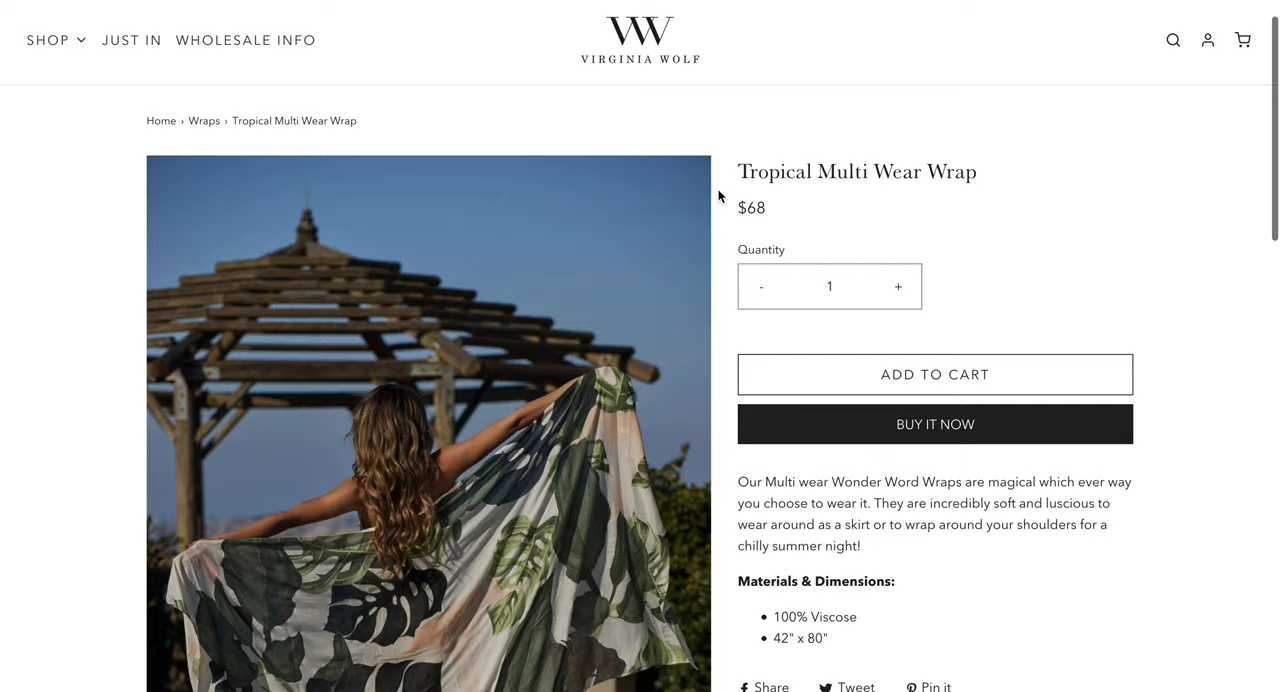 SHOP JUST IN WHOLESALE INFO
VW
VIRGINIA WOLF
Home › Wraps › Tropical Multi Wear Wrap
Tropical Multi Wear Wrap
$68
Quantity
- 1 +
ADD TO CART
BUY IT NOW
Our Multi wear Wonder Word Wraps are magical which ever way
you choose to wear it. They are incredibly soft and luscious to
wear around as a skirt or to wrap around your shoulders for a
chilly summer night!
Materials & Dimensions:
• 100% Viscose
• 42" x 80"
Share Tweet Pin it